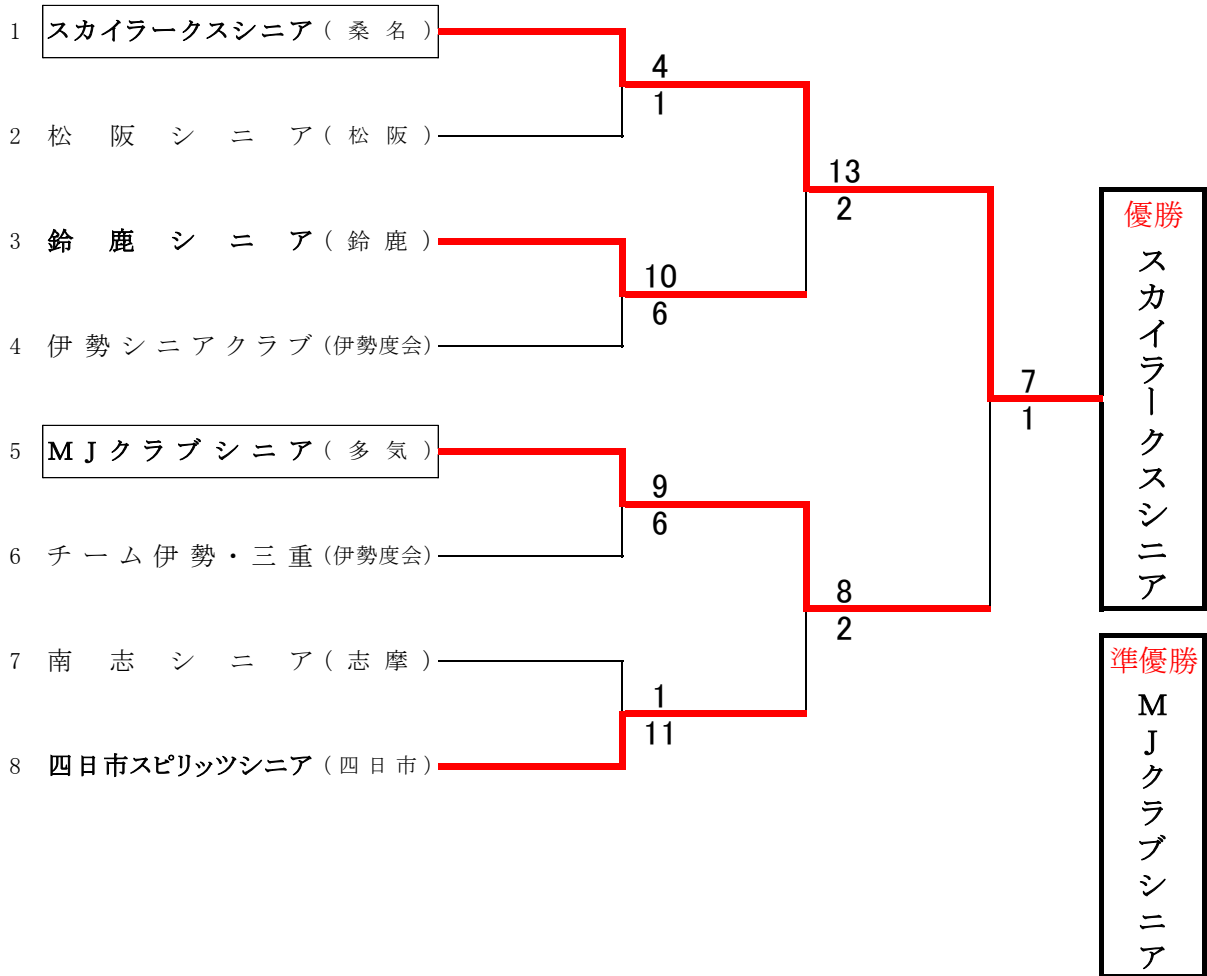 1 スカイラークスシニア ( 桑 名 )
4
1
2 松 阪 シ ニ ア ( 松 阪 )
13
2
3 鈴 鹿 シ ニ ア ( 鈴 鹿 )
10
6
4 伊 勢 シ ニ ア ク ラ ブ (伊勢度会)
7
1
5 M J ク ラ ブ シ ニ ア ( 多 気 )
9
6
6 チ ー ム 伊 勢 ・ 三 重 (伊勢度会)
8
2
7 南 志 シ ニ ア ( 志 摩 )
1
11
8 四日市スピリッツシニア ( 四 日 市 )
優勝
スカイラークスシニア
準優勝
MJクラブシニア